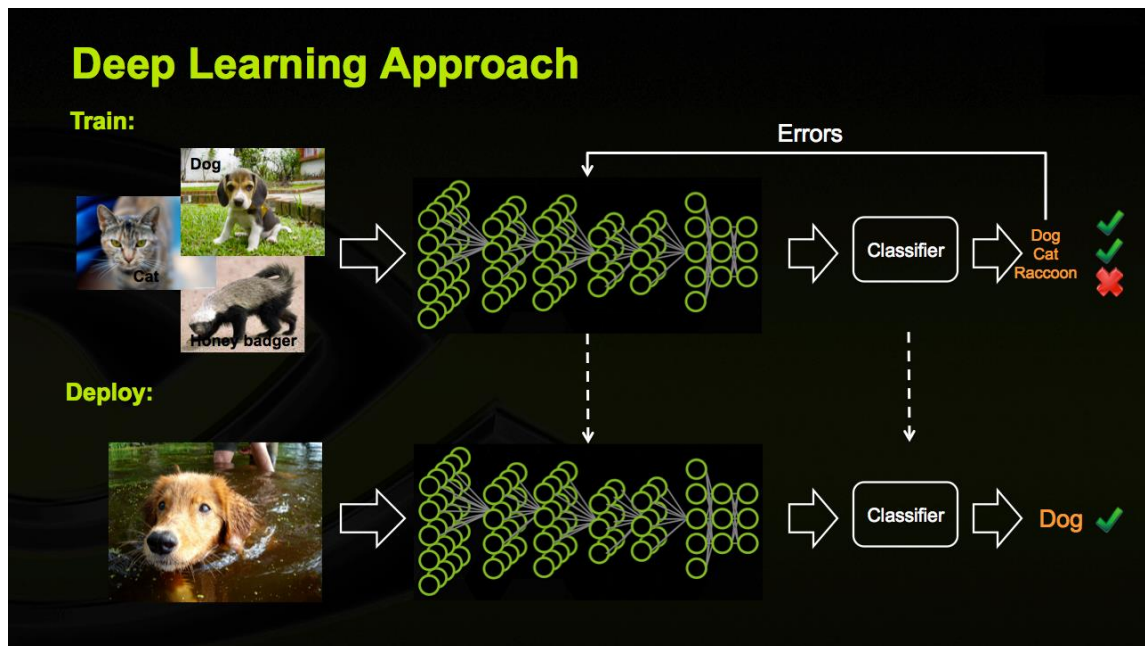 Deep Learning Approach
Train:
Dog
Cat
Honey badger
Errors
Classifier
Dog
Cat
Raccoon
Deploy:
Classifier
Dog